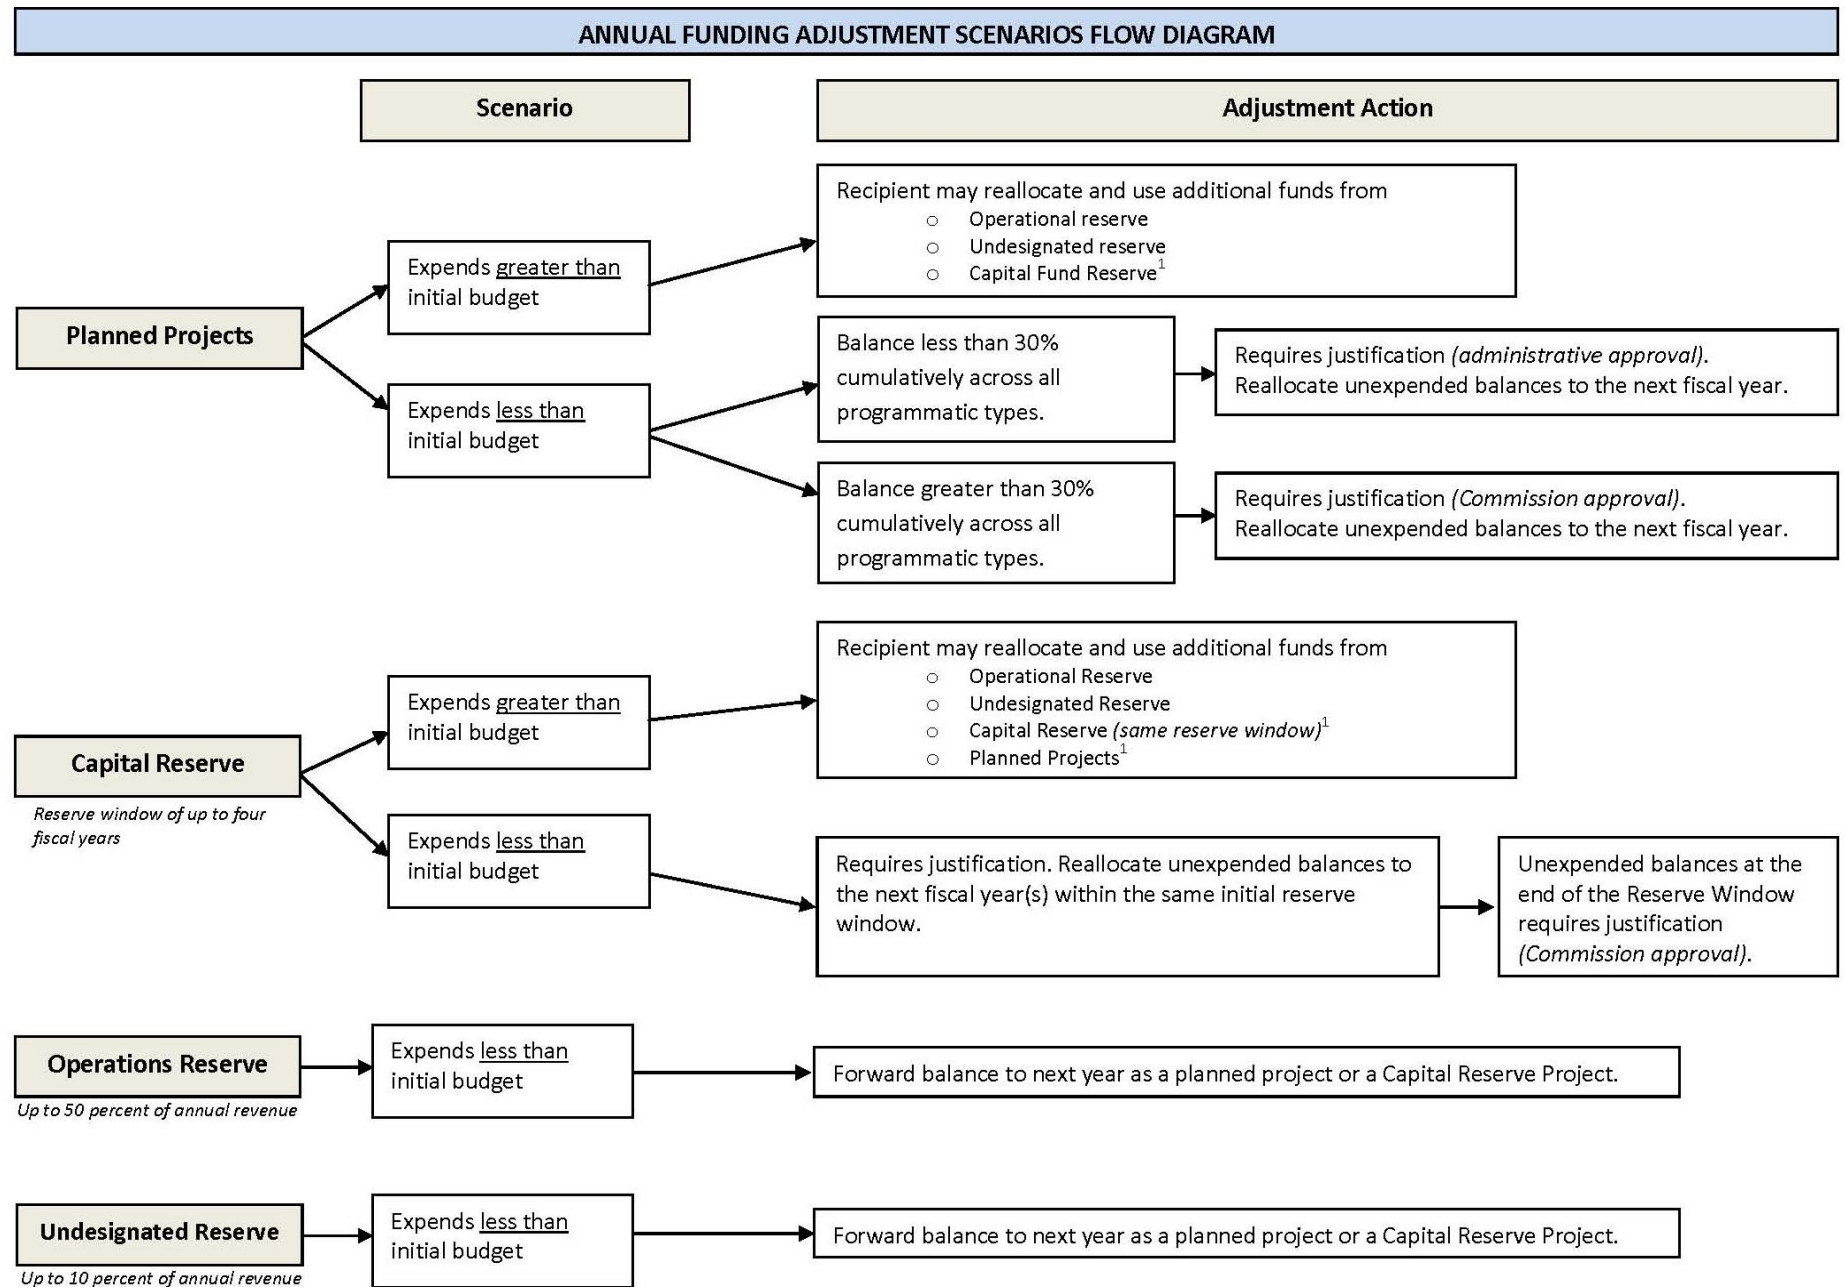 ANNUAL FUNDING ADJUSTMENT SCENARIOS FLOW DIAGRAM
Scenario
Adjustment Action
Planned Projects
Expends greater than
initial budget
Recipient may reallocate and use additional funds from
o Operational reserve
o Undesignated reserve
o Capital Fund Reserve1
Expends less than
initial budget
Balance less than 30%
cumulatively across all
programmatic types.
Requires justification (administrative approval).
Reallocate unexpended balances to the next fiscal year.
Balance greater than 30%
cumulatively across all
programmatic types.
Requires justification (Commission approval).
Reallocate unexpended balances to the next fiscal year.
Capital Reserve
Reserve window of up to four
fiscal years
Expends greater than
initial budget
Recipient may reallocate and use additional funds from
o Operational Reserve
o Undesignated Reserve
o Capital Reserve (same reserve window)1
o Planned Projects1
Expends less than
initial budget
Requires justification. Reallocate unexpended balances to
the next fiscal year(s) within the same initial reserve
window.
Unexpended balances at the
end of the Reserve Window
requires justification
(Commission approval).
Operations Reserve
Up to 50 percent of annual revenue
Expends less than
initial budget
Forward balance to next year as a planned project or a Capital Reserve Project.
Undesignated Reserve
Up to 10 percent of annual revenue
Expends less than
initial budget
Forward balance to next year as a planned project or a Capital Reserve Project.